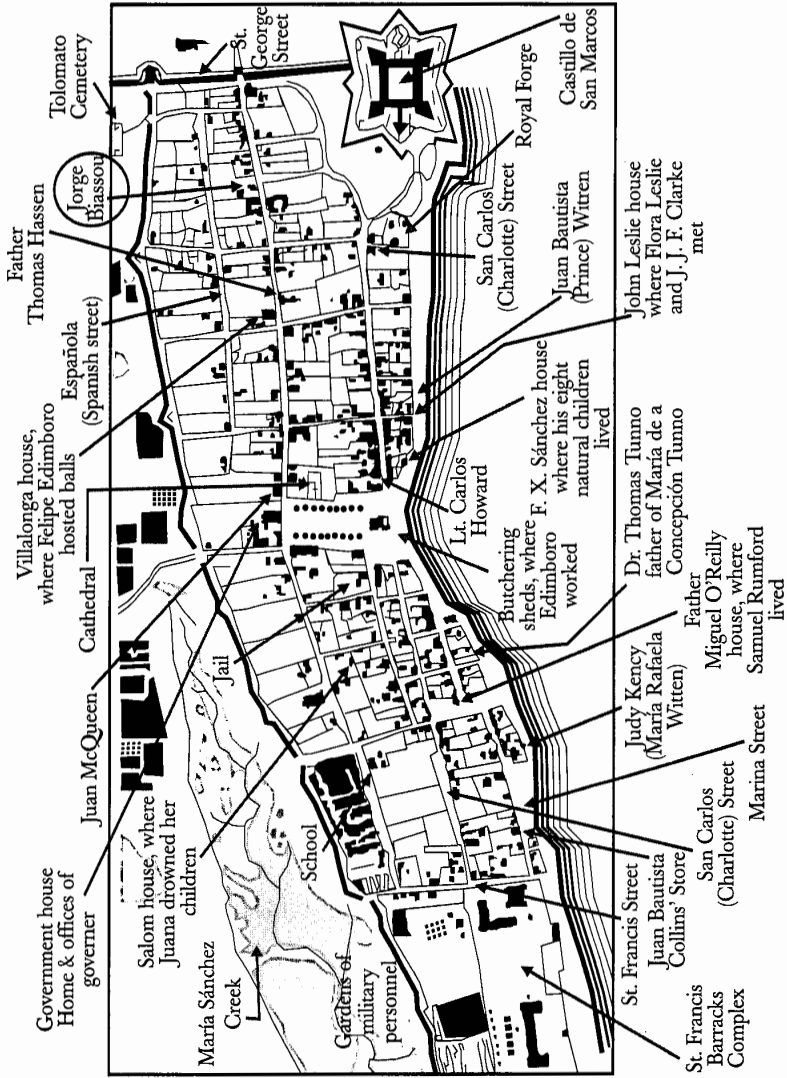 Government house
Home & offices of
governer
Juan McQueen
Cathedral
Villalonga house,
where Felipe Edimboro
hosted balls
Española
(Spanish street)
Father
Thomas Hassen
Jorge
Biassou
Tolomato
Cemetery
St.
George
Street
Salom house, where
Juana drowned her
children
María Sánchez
Creek
School
Jail
Gardens of
military
personnel
St. Francis
Barracks
Complex
St. Francis Street
Juan Bautista
Collins' Store
San Carlos
(Charlotte) Street
Marina Street
Judy Kency
(María Rafaela
Witten)
Father
Miguel O'Reilly
house, where
Samuel Rumford
lived
Dr. Thomas Tunno
father of María de a
Concepción Tunno
Butchering
sheds, where
Edimboro
worked
Lt. Carlos
Howard
F. X. Sánchez house
where his eight
natural children
lived
John Leslie house
where Flora Leslie
and J. J. F. Clarke
met
Juan Bautista
(Prince) Witren
San Carlos
(Charlotte) Street
Royal Forge
Castillo de
San Marcos